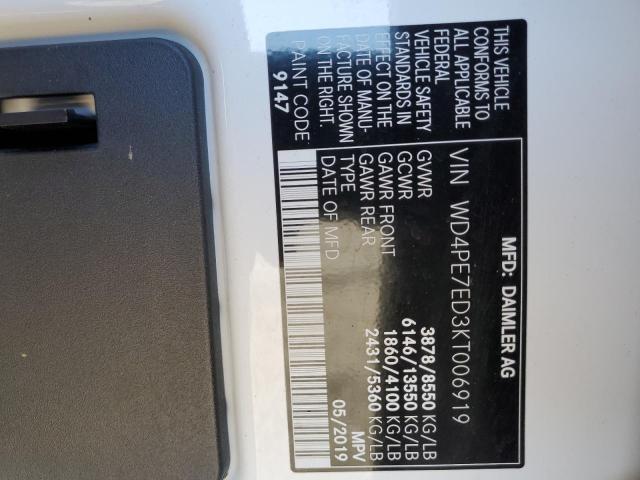 MFD: DAIMLER AG
VIN WD4PE7ED3KT006919
THIS VEHICLE
CONFORMS TO
ALL APPLICABLE
FEDERAL
VEHICLE SAFETY
STANDARDS IN
EFFECT ON THE
DATE OF MANU-
FACTURE SHOWN
ON THE RIGHT
PAINT CODE
9147
GVWR 3878/8550 KG/LB
GCWR 6146/13550 KG/LB
GAWR FRONT 1860/4100 KG/LB
GAWR REAR 2431/5360 KG/LB
TYPE MPV
DATE OF MFD 05/2019